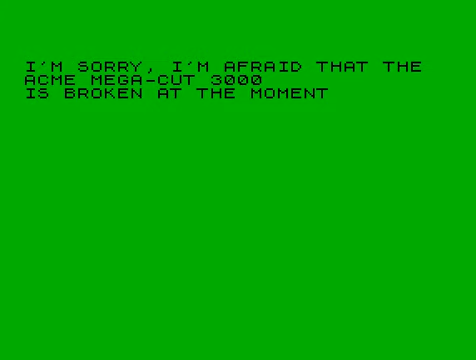 I'M SORRY, I'M AFRAID THAT THE
ACME MEGA-CUT 3000
IS BROKEN AT THE MOMENT